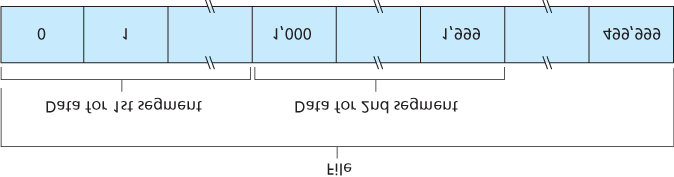 0 1 1,000 1,999 499,999
Data for 1st segment Data for 2nd segment
File